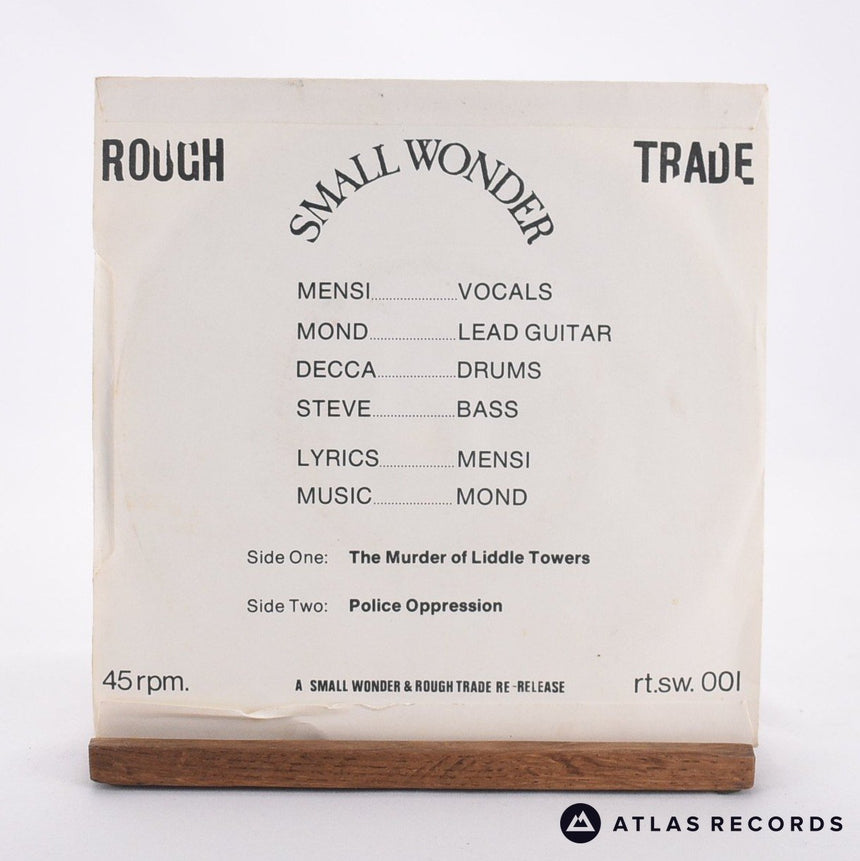 ROUGH TRADE
SMALL WONDER
MENSI....................VOCALS
MOND....................LEAD GUITAR
DECCA...................DRUMS
STEVE....................BASS
LYRICS..................MENSI
MUSIC...................MOND
Side One: The Murder of Liddle Towers
Side Two: Police Oppression
45 rpm. A SMALL WONDER & ROUGH TRADE RE-RELEASE rt.sw. 001
ATLAS RECORDS